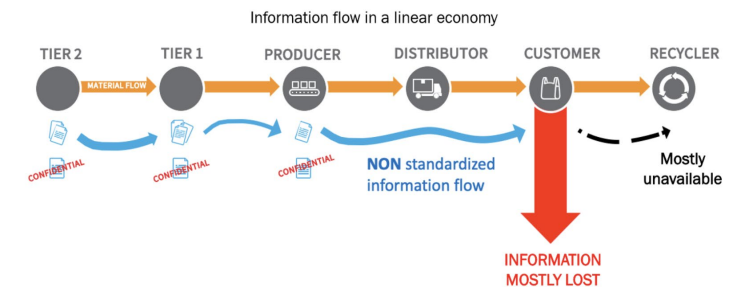 Information flow in a linear economy
TIER 2
TIER 1
PRODUCER
DISTRIBUTOR
CUSTOMER
RECYCLER
MATERIAL FLOW
CONFIDENTIAL
CONFIDENTIAL
CONFIDENTIAL
NON standardized
information flow
Mostly
unavailable
INFORMATION
MOSTLY LOST